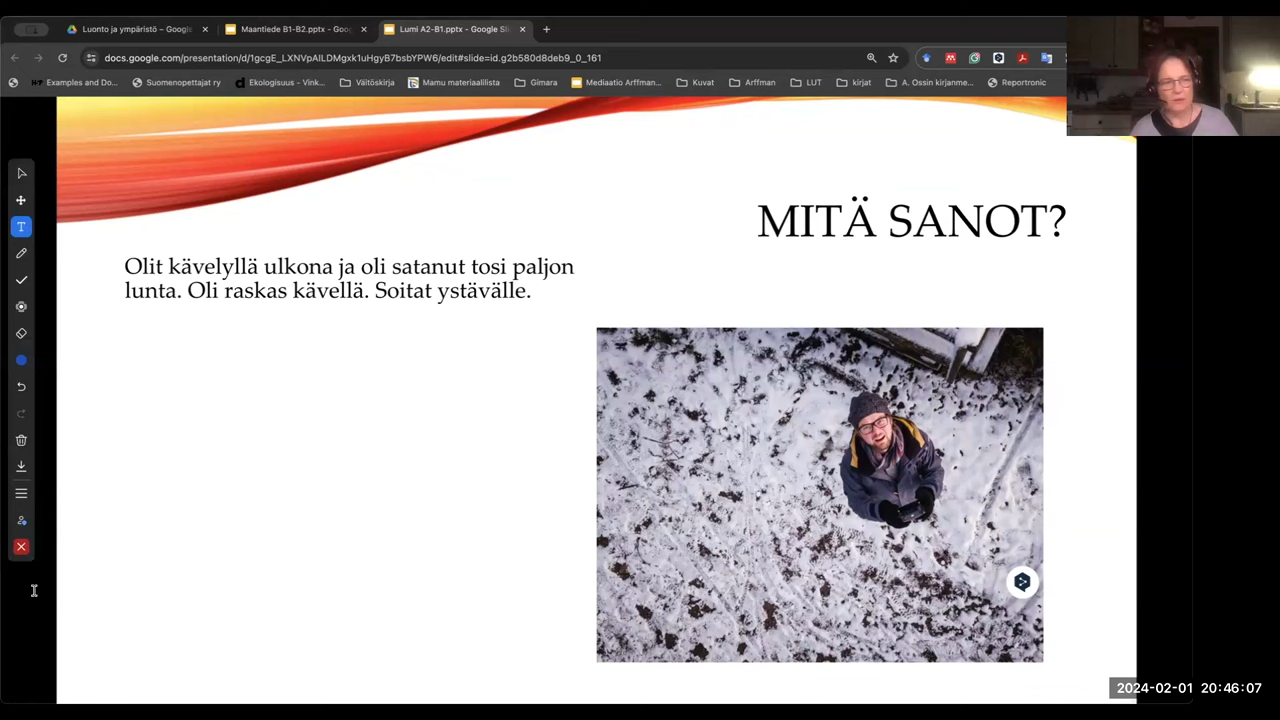 Luonto ja ympäristö – Google
Maantiede B1-B2.pptx - Goog
Lumi A2-B1.pptx - Google Sli
docs.google.com/presentation/d/1gcgE_LXNVpAILDMgxk1uHgyB7bsbYPW6/edit#slide=id.g2b580d8deb9_0_161
Examples and Do...
Suomenopettajat ry
Ekologisuus - Vink...
Väitöskirja
Mamu materiaalilista
Gimara
Mediaatio Arffman...
Kuvat
Arffman
LUT
kirjat
A. Ossin kirjanme...
Reportronic
MITÄ SANOT?
Olit kävelyllä ulkona ja oli satanut tosi paljon
lunta. Oli raskas kävellä. Soitat ystävälle.
2024-02-01 20:46:07